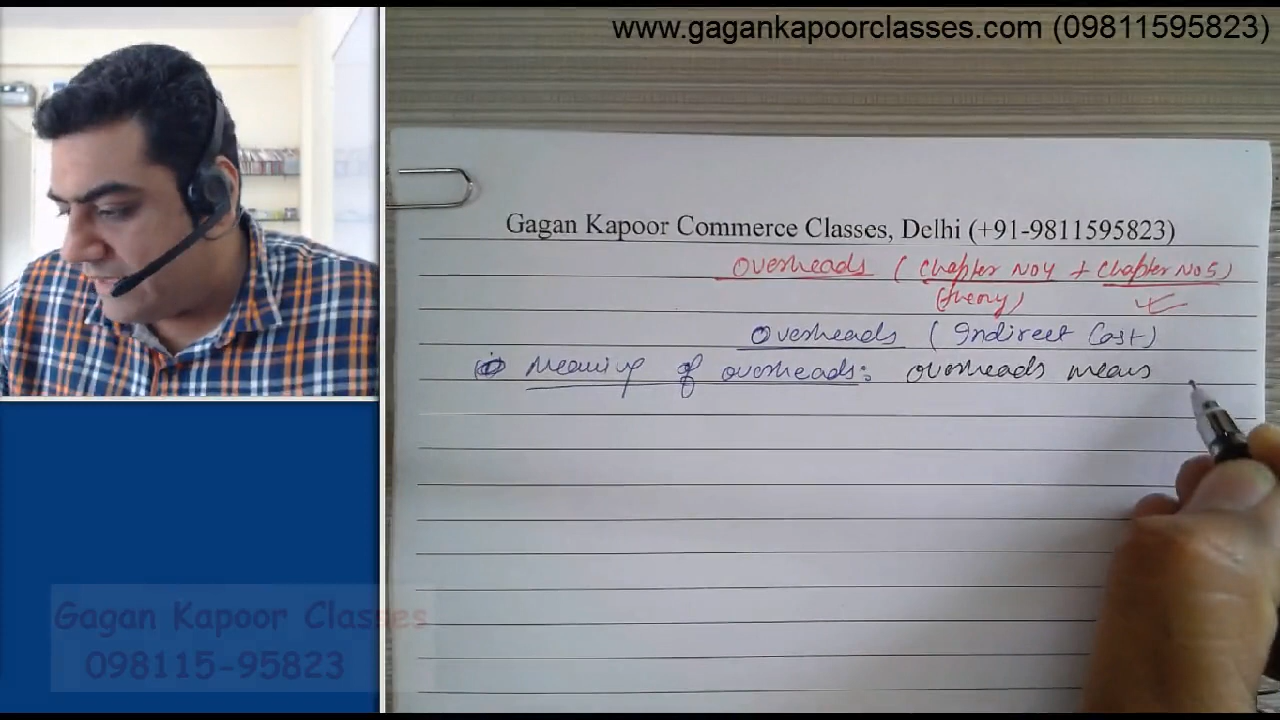 www.gagankapoorclasses.com (09811595823)
Gagan Kapoor Commerce Classes, Delhi (+91-9811595823)
Overheads (Chapter No 4 + Chapter No 5)
(theory)
Overheads (Indirect Cost)
Meaning of overheads: overheads means
Gagan Kapoor Classes
098115-95823